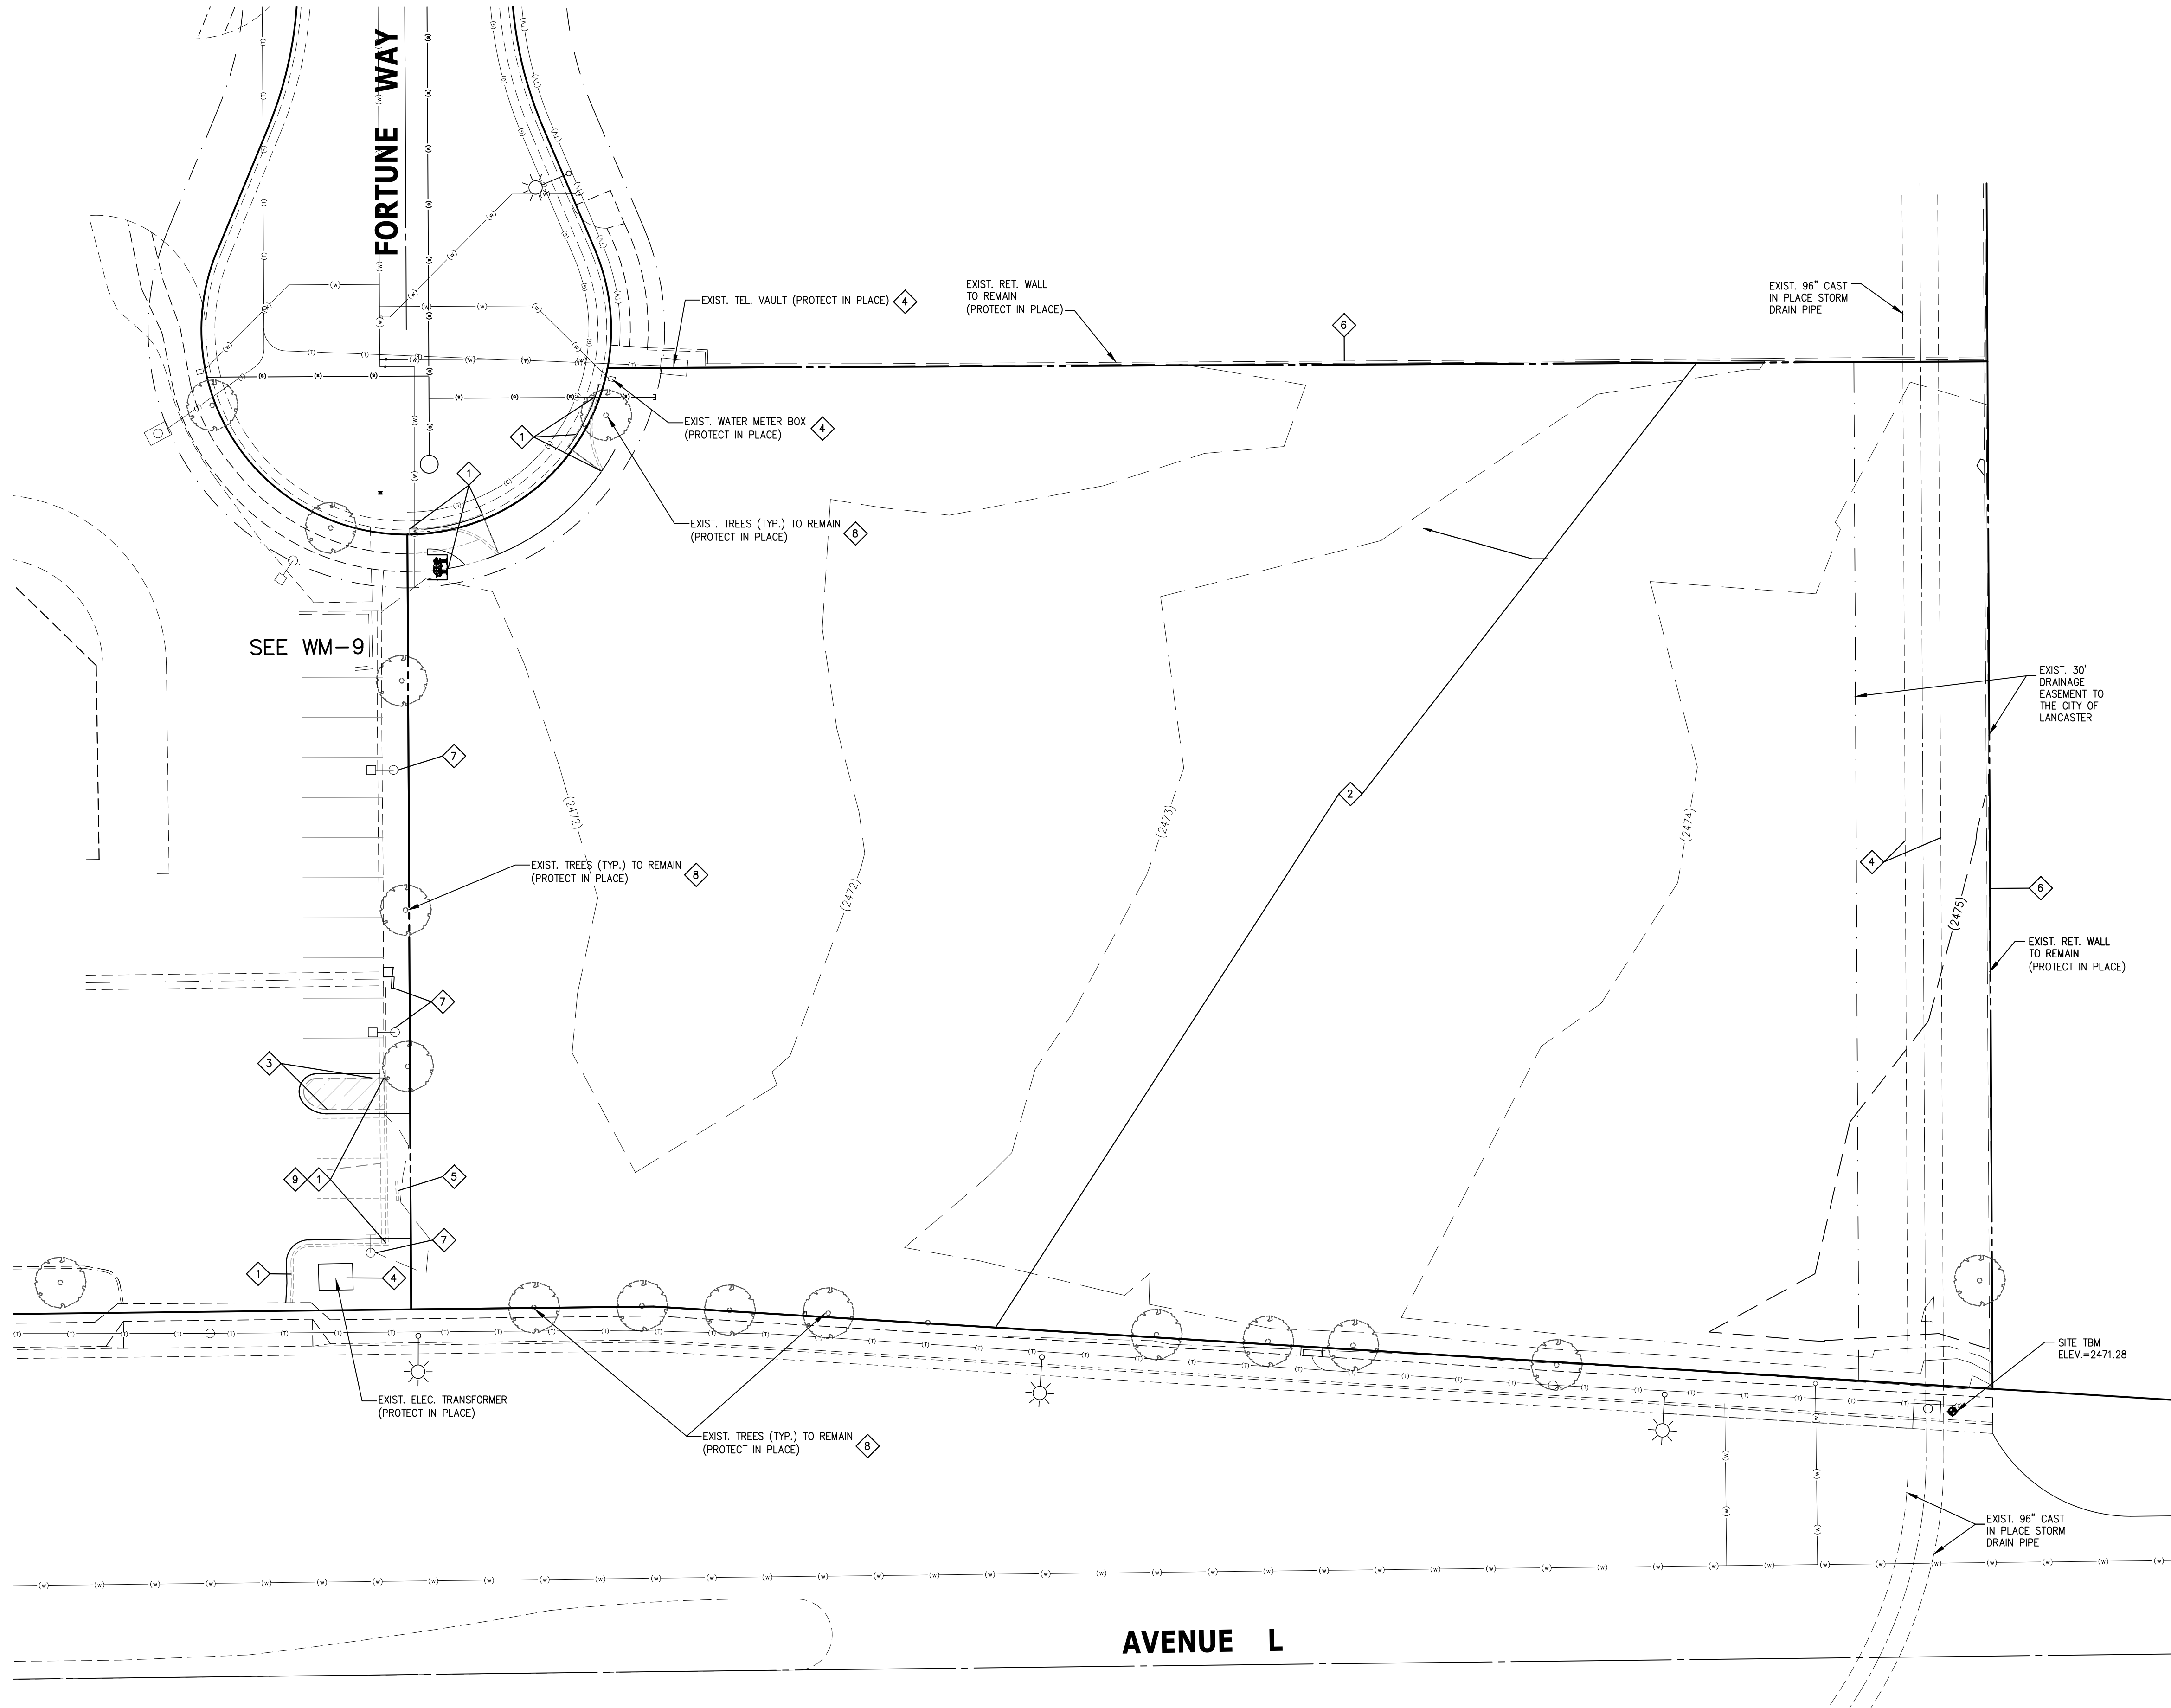 FORTUNE WAY
EXIST. TEL. VAULT (PROTECT IN PLACE)
4
EXIST. RET. WALL
TO REMAIN
(PROTECT IN PLACE)
6
EXIST. 96" CAST
IN PLACE STORM
DRAIN PIPE
EXIST. WATER METER BOX
(PROTECT IN PLACE)
4
1
1
EXIST. TREES (TYP.) TO REMAIN
(PROTECT IN PLACE)
8
SEE WM-9
7
2
(2472)
(2472)
(2473)
(2474)
(2475)
EXIST. 30'
DRAINAGE
EASEMENT TO
THE CITY OF
LANCASTER
4
6
EXIST. TREES (TYP.) TO REMAIN
(PROTECT IN PLACE)
8
EXIST. RET. WALL
TO REMAIN
(PROTECT IN PLACE)
7
3
9
1
5
7
1
4
EXIST. ELEC. TRANSFORMER
(PROTECT IN PLACE)
EXIST. TREES (TYP.) TO REMAIN
(PROTECT IN PLACE)
8
SITE TBM
ELEV.=2471.28
EXIST. 96" CAST
IN PLACE STORM
DRAIN PIPE
AVENUE L